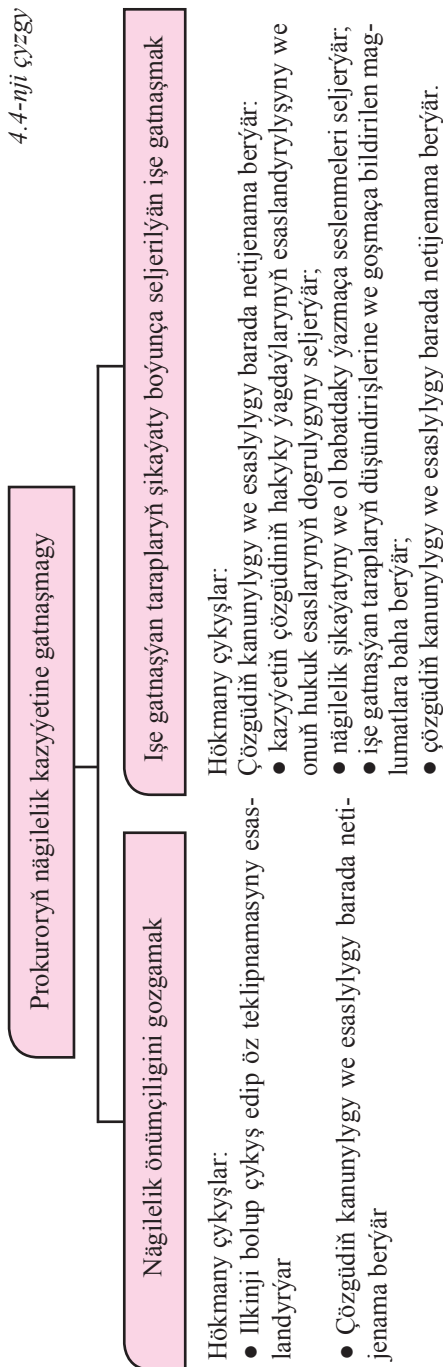 4.4-nji çyzgy
Prokuroryň nägilelik kazyýetine gatnaşmagy
Nägilelik önümçiligini gozgamak
Hökmany çykyşlar:
● Ilkinji bolup çykyş edip öz teklipnamasyny esas-
landyrýar
● Çözgüdiň kanunylygy we esaslylygy barada neti-
jenama berýär
Işe gatnaşýan taraplaryň şikaýaty boýunça seljerilýän işe gatnaşmak
Hökmany çykyşlar:
Çözgüdiň kanunylygy we esaslylygy barada netijenama berýär:
● kazyýetiň çözgüdiniň hakyky ýagdaýlarynyň esaslandyrylyşyny we
onuň hukuk esaslarynyň dogrulygyny seljerýär;
● nägilelik şikaýatyny we ol babatdaky ýazmaça seslenmeleri seljerýär;
● işe gatnaşýan taraplaryň düşündirişlerine we goşmaça bildirilen mag-
lumatlara baha berýär;
● çözgüdiň kanunylygy we esaslylygy barada netijenama berýär.